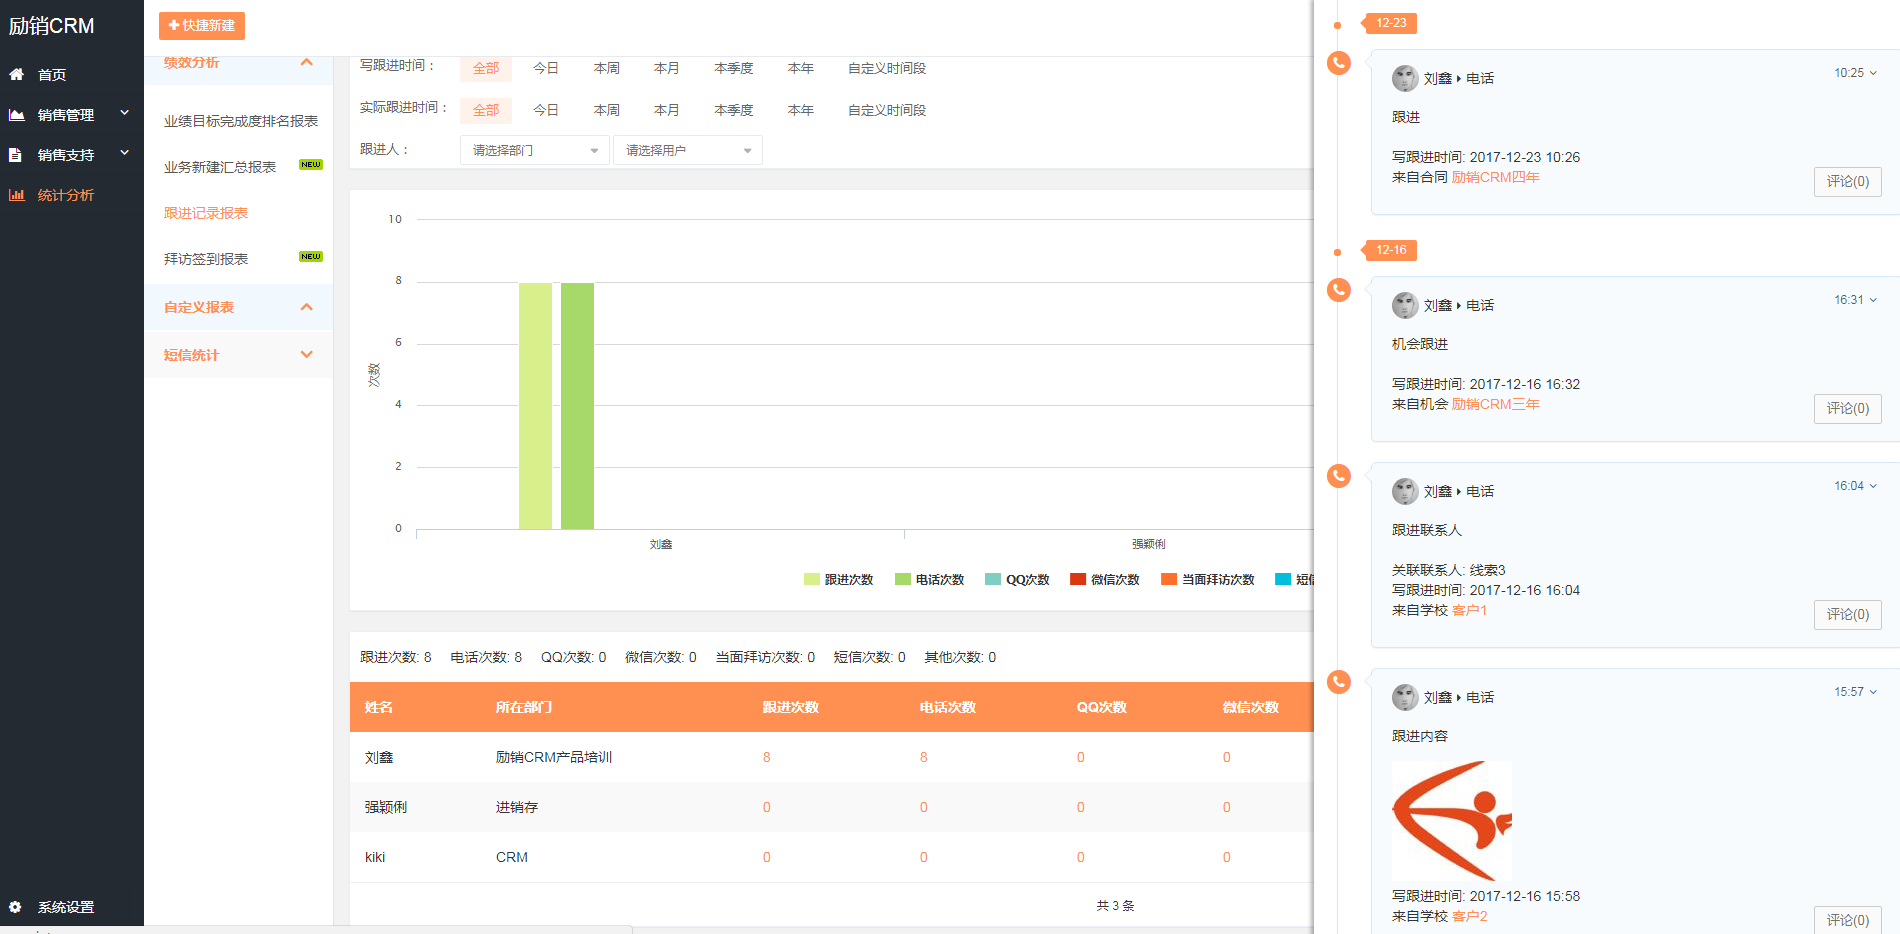 励销CRM
首页
销售管理
销售支持
统计分析
系统设置
快捷新建
绩效分析
业绩目标完成度排名报表
业务新建汇总报表 NEW
跟进记录报表
拜访签到报表 NEW
自定义报表
短信统计
写跟进时间： 全部 今日 本周 本月 本季度 本年 自定义时间段
实际跟进时间： 全部 今日 本周 本月 本季度 本年 自定义时间段
跟进人： 请选择部门 请选择用户
10
8
6
次数
4
2
0
刘鑫 强颖俐
跟进次数 电话次数 QQ次数 微信次数 当面拜访次数 短信
跟进次数: 8 电话次数: 8 QQ次数: 0 微信次数: 0 当面拜访次数: 0 短信次数: 0 其他次数: 0
姓名 所在部门 跟进次数 电话次数 QQ次数 微信次数
刘鑫 励销CRM产品培训 8 8 0 0
强颖俐 进销存 0 0 0 0
kiki CRM 0 0 0 0
共 3 条
12-23
刘鑫 电话 10:25
跟进
写跟进时间: 2017-12-23 10:26
来自合同 励销CRM四年
评论(0)
12-16
刘鑫 电话 16:31
机会跟进
写跟进时间: 2017-12-16 16:32
来自机会 励销CRM三年
评论(0)
刘鑫 电话 16:04
跟进联系人
关联联系人: 线索3
写跟进时间: 2017-12-16 16:04
来自学校 客户1
评论(0)
刘鑫 电话 15:57
跟进内容
写跟进时间: 2017-12-16 15:58
来自学校 客户2
评论(0)